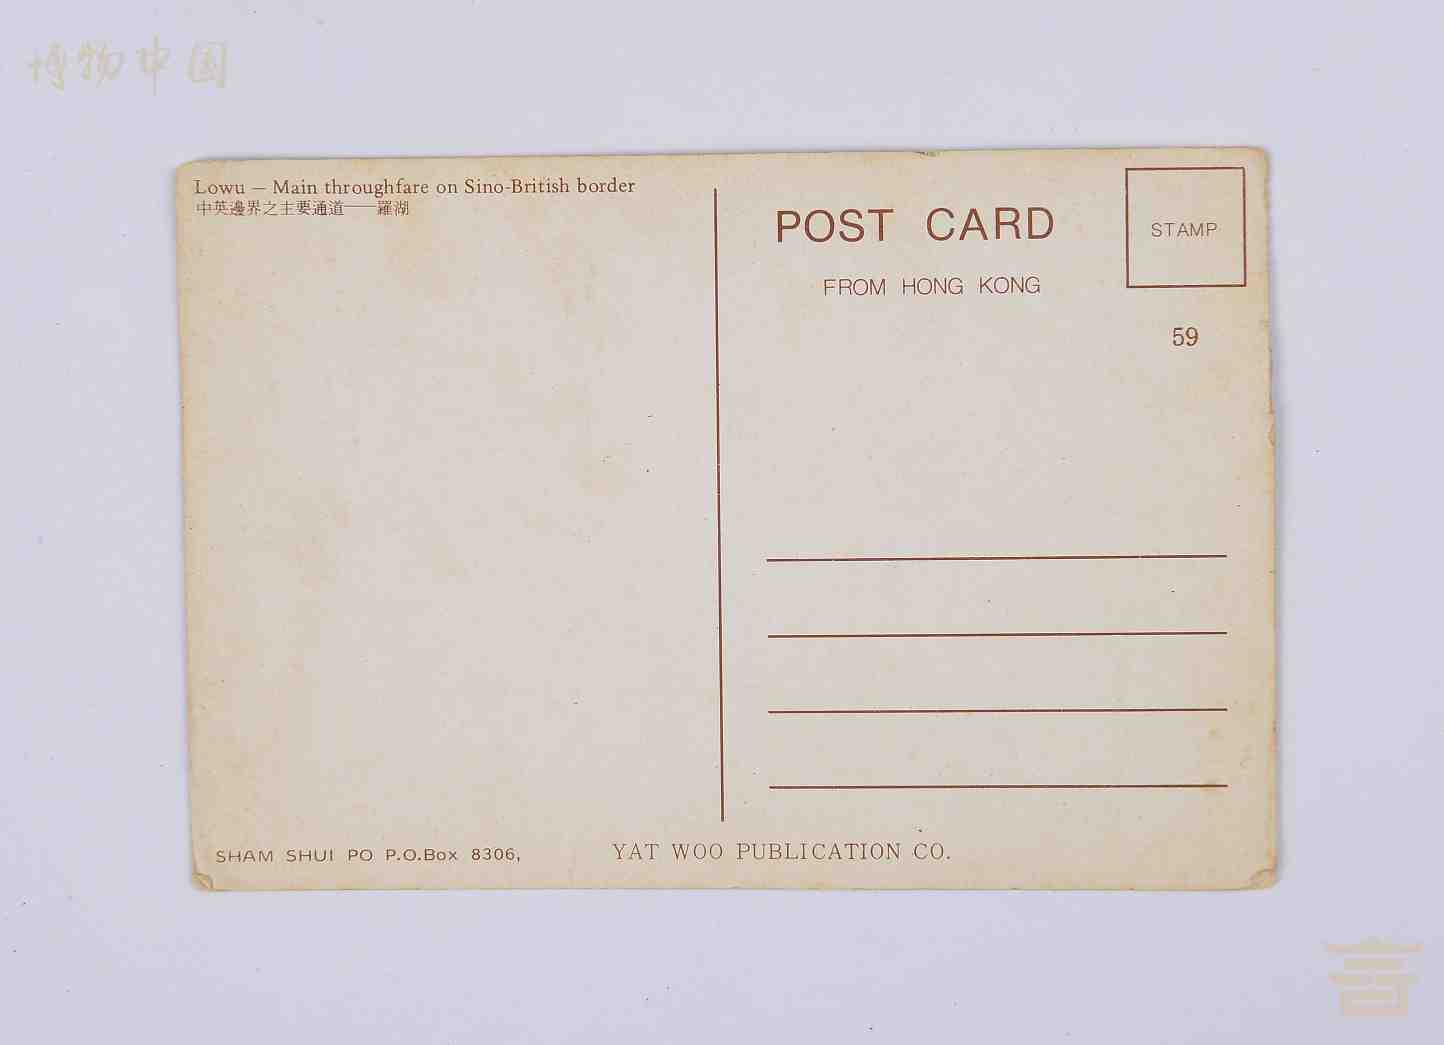 博物中国
Lowu — Main throughfare on Sino-British border
中英邊界之主要通道——羅湖
POST CARD
FROM HONG KONG
STAMP
59
SHAM SHUI PO P.O.Box 8306,
YAT WOO PUBLICATION CO.